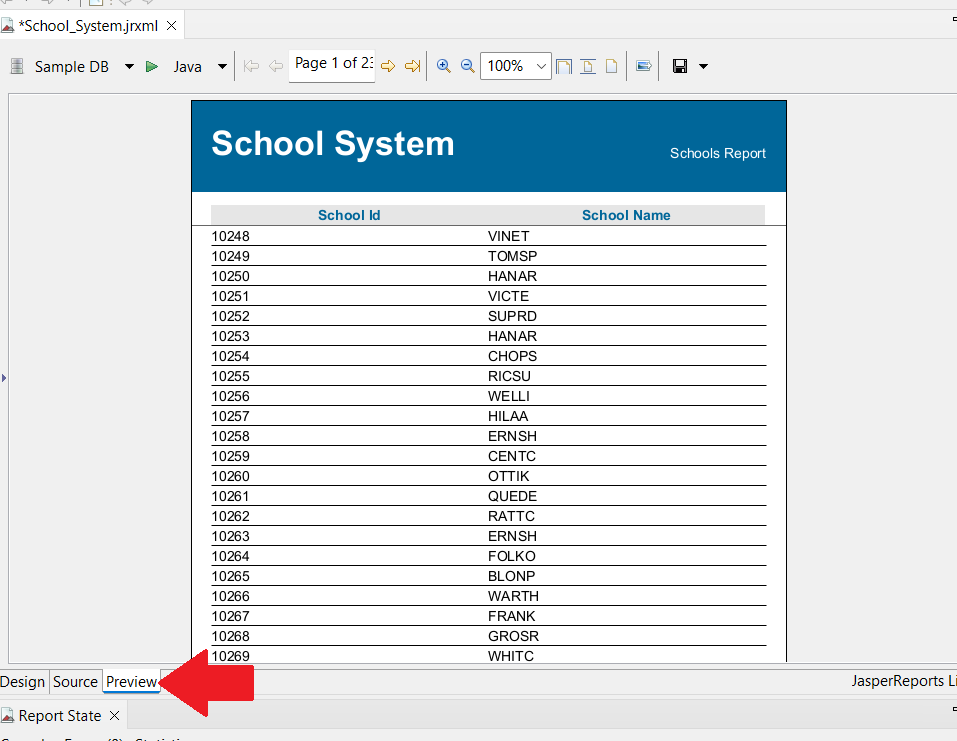 *School_System.jrxml
Sample DB Java Page 1 of 23 100%
School System
Schools Report
School Id School Name
10248 VINET
10249 TOMSP
10250 HANAR
10251 VICTE
10252 SUPRD
10253 HANAR
10254 CHOPS
10255 RICSU
10256 WELLI
10257 HILAA
10258 ERNSH
10259 CENTC
10260 OTTIK
10261 QUEDE
10262 RATTC
10263 ERNSH
10264 FOLKO
10265 BLONP
10266 WARTH
10267 FRANK
10268 GROSR
10269 WHITC
Design Source Preview JasperReports Li
Report State